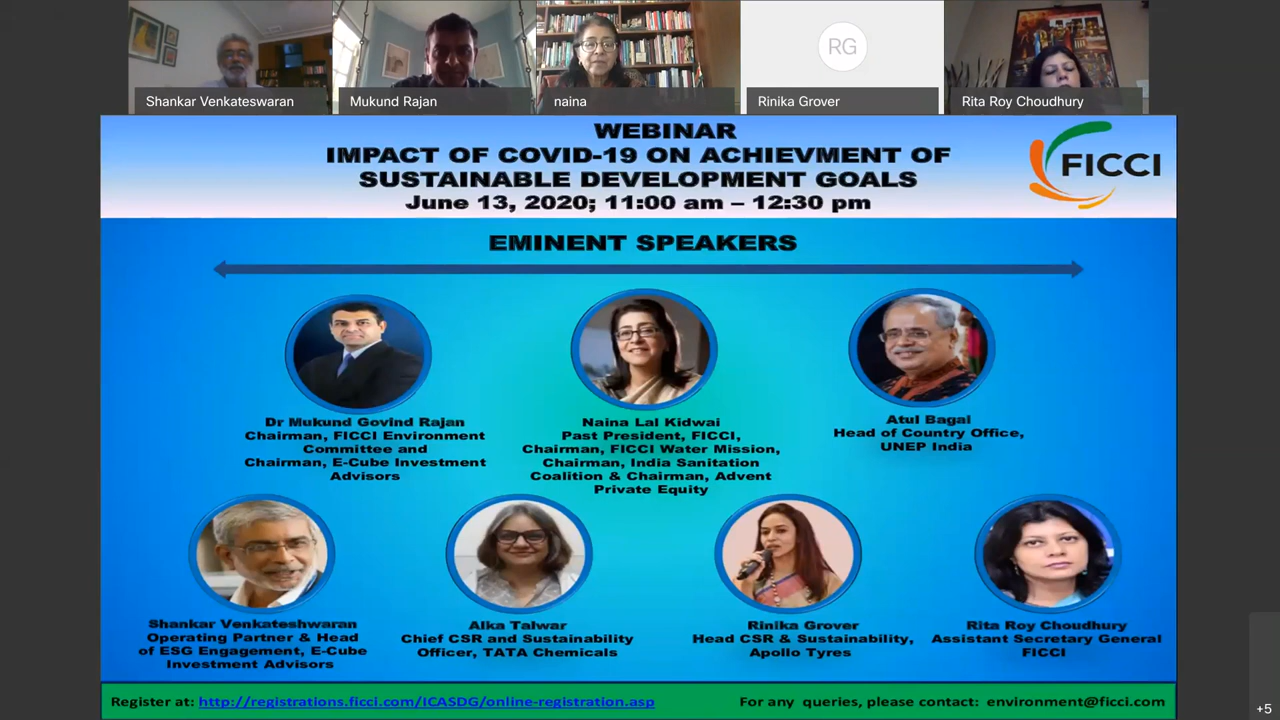 Shankar Venkateswaran
Mukund Rajan
naina
RG
Rinika Grover
Rita Roy Choudhury
WEBINAR
IMPACT OF COVID-19 ON ACHIEVMENT OF
SUSTAINABLE DEVELOPMENT GOALS
June 13, 2020; 11:00 am – 12:30 pm
FICCI
EMINENT SPEAKERS
Dr Mukund Govind Rajan
Chairman, FICCI Environment
Committee and
Chairman, E-Cube Investment
Advisors
Naina Lal Kidwai
Past President, FICCI,
Chairman, FICCI Water Mission,
Chairman, India Sanitation
Coalition & Chairman, Advent
Private Equity
Atul Bagai
Head of Country Office,
UNEP India
Shankar Venkateshwaran
Operating Partner & Head
of ESG Engagement, E-Cube
Investment Advisors
Alka Talwar
Chief CSR and Sustainability
Officer, TATA Chemicals
Rinika Grover
Head CSR & Sustainability,
Apollo Tyres
Rita Roy Choudhury
Assistant Secretary General
FICCI
Register at: http://registrations.ficci.com/ICASDG/online-registration.asp
For any queries, please contact: environment@ficci.com
+5